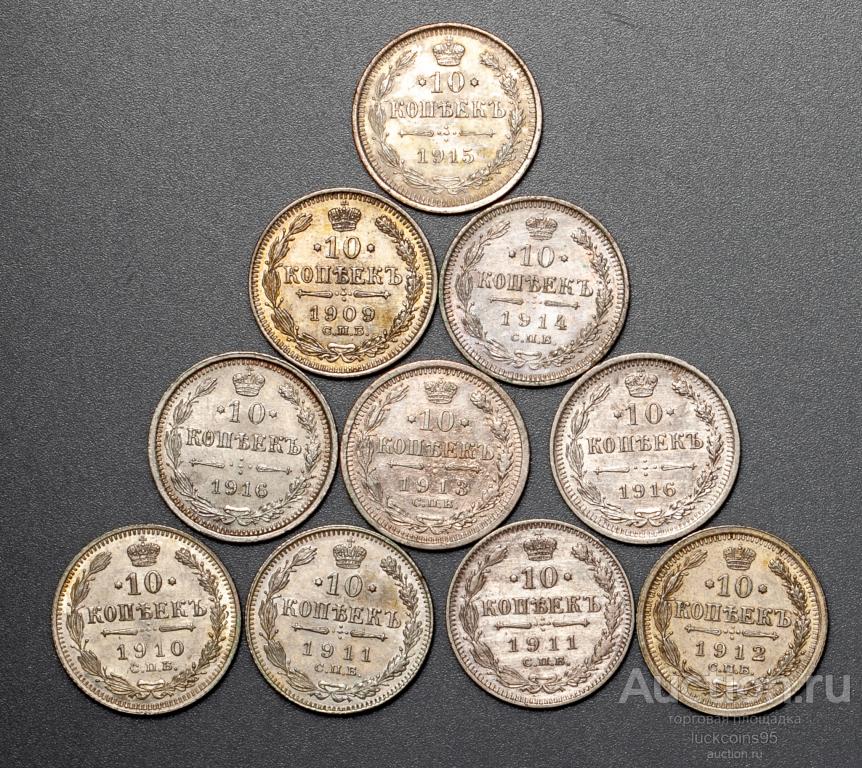 10
КОПѢЕКЪ
1915
10
КОПѢЕКЪ
1909
С.П.Б.
10
КОПѢЕКЪ
1914
С.П.Б.
10
КОПѢЕКЪ
1916
10
КОПѢЕКЪ
1913
С.П.Б.
10
КОПѢЕКЪ
1916
10
КОПѢЕКЪ
1910
С.П.Б.
10
КОПѢЕКЪ
1911
С.П.Б.
10
КОПѢЕКЪ
1911
С.П.Б.
10
КОПѢЕКЪ
1912
С.П.Б.
Auction.ru
торговая площадка
luckcoins95
auction.ru